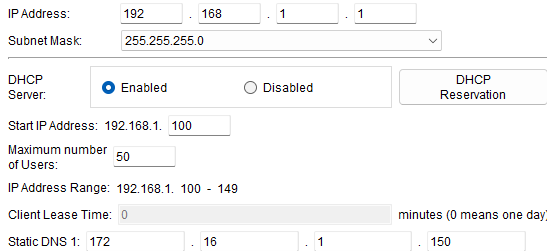 IP Address: 192 . 168 . 1 . 1
Subnet Mask: 255.255.255.0
DHCP
Server: Enabled Disabled DHCP
Reservation
Start IP Address: 192.168.1. 100
Maximum number
of Users: 50
IP Address Range: 192.168.1. 100 - 149
Client Lease Time: 0 minutes (0 means one day)
Static DNS 1: 172 . 16 . 1 . 150